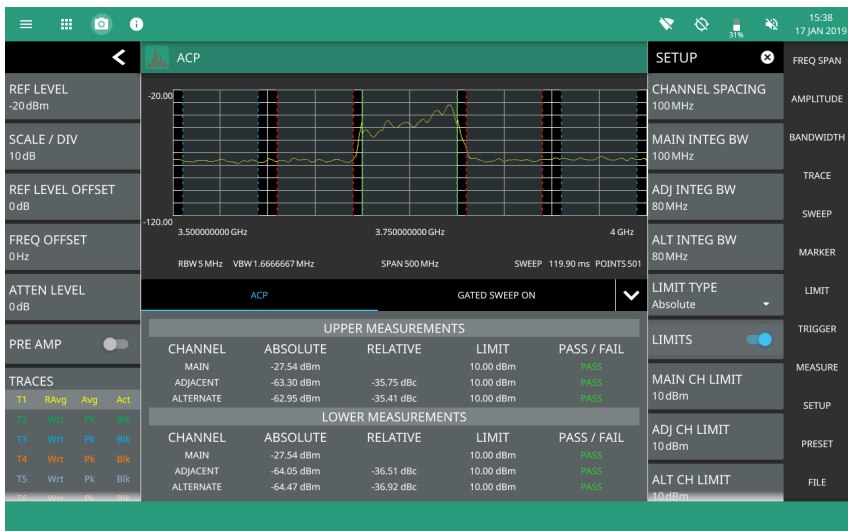 31%
15:38
17 JAN 2019
REF LEVEL
-20 dBm
SCALE / DIV
10 dB
REF LEVEL OFFSET
0 dB
FREQ OFFSET
0 Hz
ATTEN LEVEL
0 dB
PRE AMP
TRACES
T1 RAvg Avg Act
T2 Wrt Pk Blk
T3 Wrt Pk Blk
T4 Wrt Pk Blk
T5 Wrt Pk Blk
T6 Wrt Pk Blk
ACP
-20.00
-120.00
3.500000000 GHz 3.750000000 GHz 4 GHz
RBW 5 MHz VBW 1.6666667 MHz SPAN 500 MHz SWEEP 119.90 ms POINTS 501
ACP GATED SWEEP ON
UPPER MEASUREMENTS
CHANNEL ABSOLUTE RELATIVE LIMIT PASS / FAIL
MAIN -27.54 dBm 10.00 dBm PASS
ADJACENT -63.30 dBm -35.75 dBc 10.00 dBm PASS
ALTERNATE -62.95 dBm -35.41 dBc 10.00 dBm PASS
LOWER MEASUREMENTS
CHANNEL ABSOLUTE RELATIVE LIMIT PASS / FAIL
MAIN -27.54 dBm 10.00 dBm PASS
ADJACENT -64.05 dBm -36.51 dBc 10.00 dBm PASS
ALTERNATE -64.47 dBm -36.92 dBc 10.00 dBm PASS
SETUP
CHANNEL SPACING
100 MHz
MAIN INTEG BW
100 MHz
ADJ INTEG BW
80 MHz
ALT INTEG BW
80 MHz
LIMIT TYPE
Absolute
LIMITS
MAIN CH LIMIT
10 dBm
ADJ CH LIMIT
10 dBm
ALT CH LIMIT
10 dBm
FREQ SPAN
AMPLITUDE
BANDWIDTH
TRACE
SWEEP
MARKER
LIMIT
TRIGGER
MEASURE
SETUP
PRESET
FILE